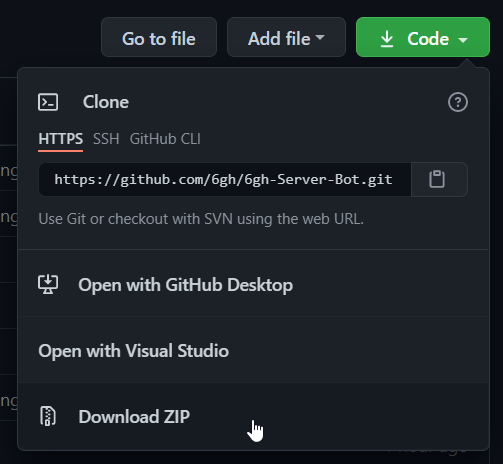 Go to file Add file Code
Clone
HTTPS SSH GitHub CLI
https://github.com/6gh/6gh-Server-Bot.git
Use Git or checkout with SVN using the web URL.
Open with GitHub Desktop
Open with Visual Studio
Download ZIP